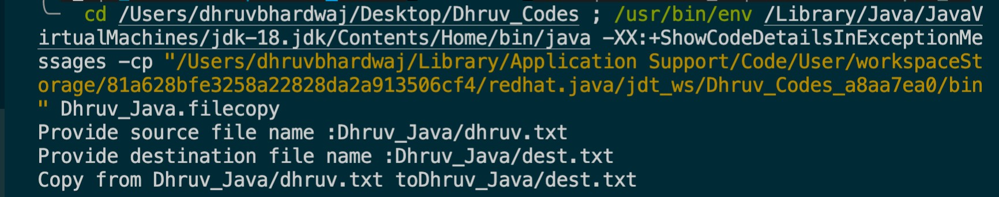 cd /Users/dhruvbhardwaj/Desktop/Dhruv_Codes ; /usr/bin/env /Library/Java/JavaV
irtualMachines/jdk-18.jdk/Contents/Home/bin/java -XX:+ShowCodeDetailsInExceptionMe
ssages -cp "/Users/dhruvbhardwaj/Library/Application Support/Code/User/workspaceSt
orage/81a628bfe3258a22828da2a913506cf4/redhat.java/jdt_ws/Dhruv_Codes_a8aa7ea0/bin
" Dhruv_Java.filecopy
Provide source file name :Dhruv_Java/dhruv.txt
Provide destination file name :Dhruv_Java/dest.txt
Copy from Dhruv_Java/dhruv.txt toDhruv_Java/dest.txt